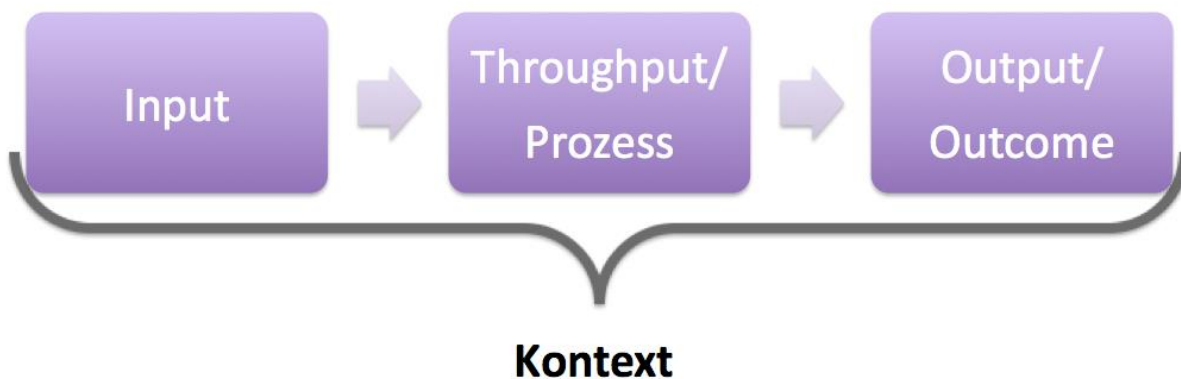 Input
Throughput/
Prozess
Output/
Outcome
Kontext